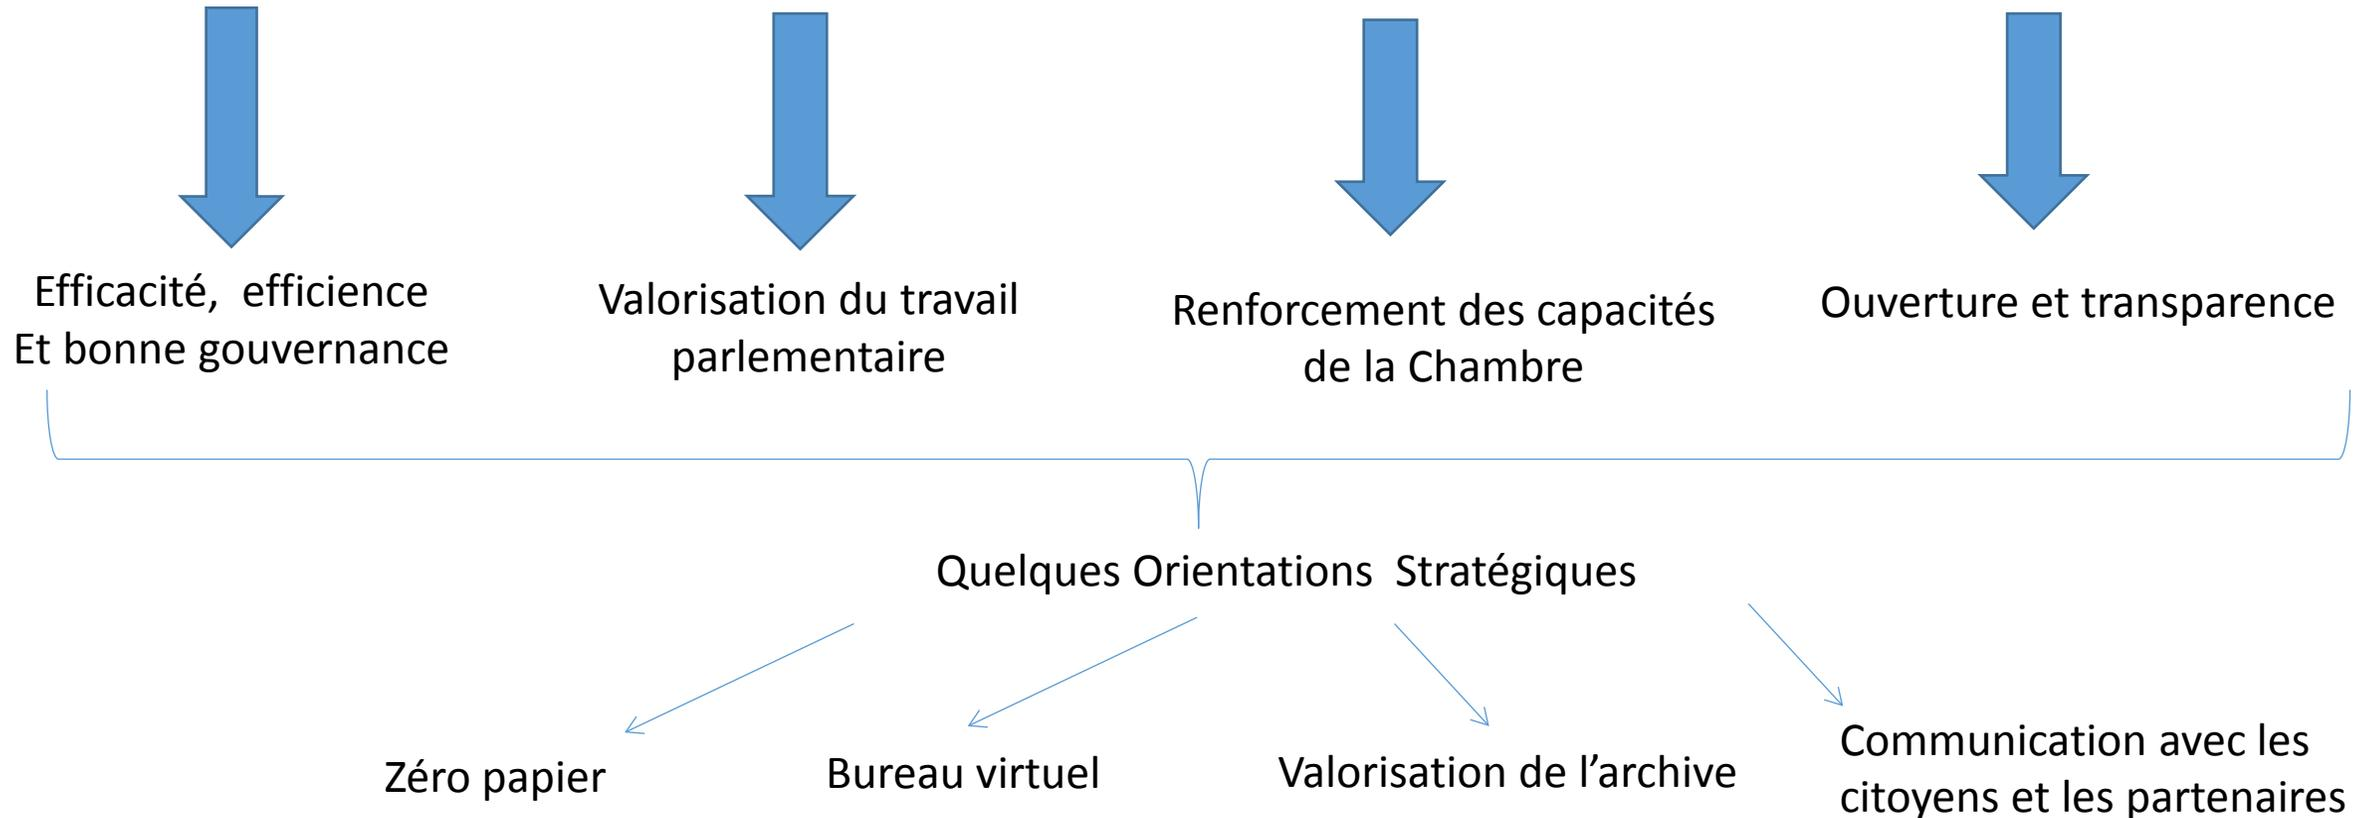 Efficacité, efficience
Et bonne gouvernance
Valorisation du travail
parlementaire
Renforcement des capacités
de la Chambre
Ouverture et transparence
Quelques Orientations Stratégiques
Zéro papier
Bureau virtuel
Valorisation de l’archive
Communication avec les
citoyens et les partenaires